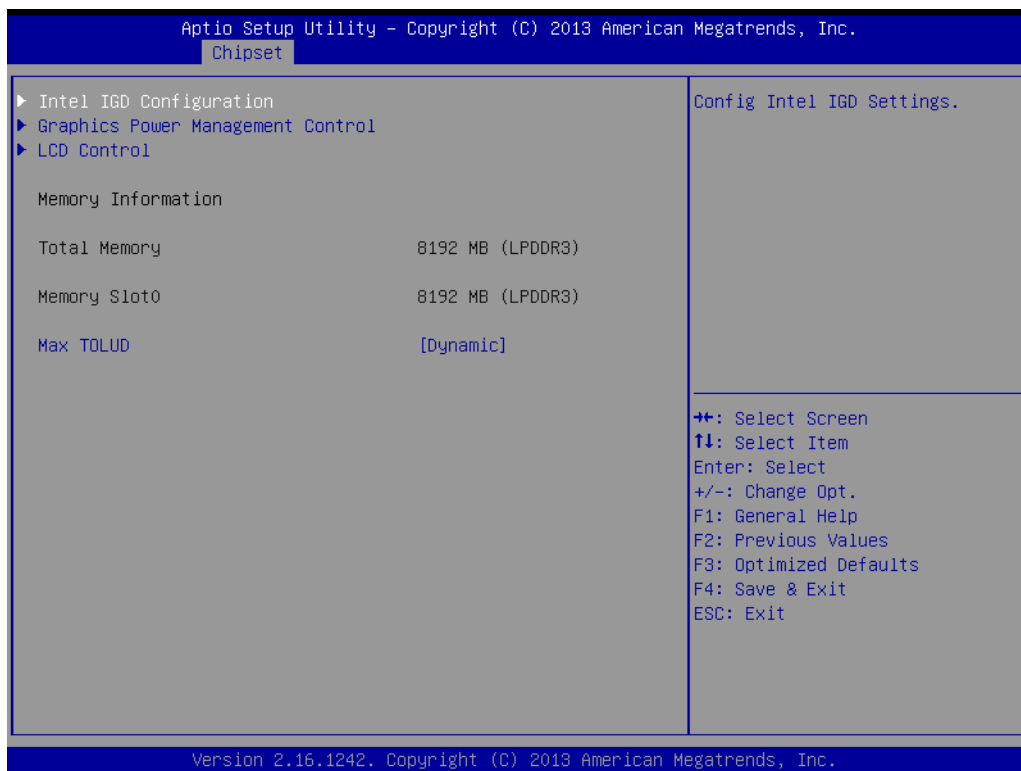 Aptio Setup Utility – Copyright (C) 2013 American Megatrends, Inc.
Chipset
▶ Intel IGD Configuration
▶ Graphics Power Management Control
▶ LCD Control
Memory Information
Total Memory 8192 MB (LPDDR3)
Memory Slot0 8192 MB (LPDDR3)
Max TOLUD [Dynamic]
Config Intel IGD Settings.
→←: Select Screen
↑↓: Select Item
Enter: Select
+/-: Change Opt.
F1: General Help
F2: Previous Values
F3: Optimized Defaults
F4: Save & Exit
ESC: Exit
Version 2.16.1242. Copyright (C) 2013 American Megatrends, Inc.